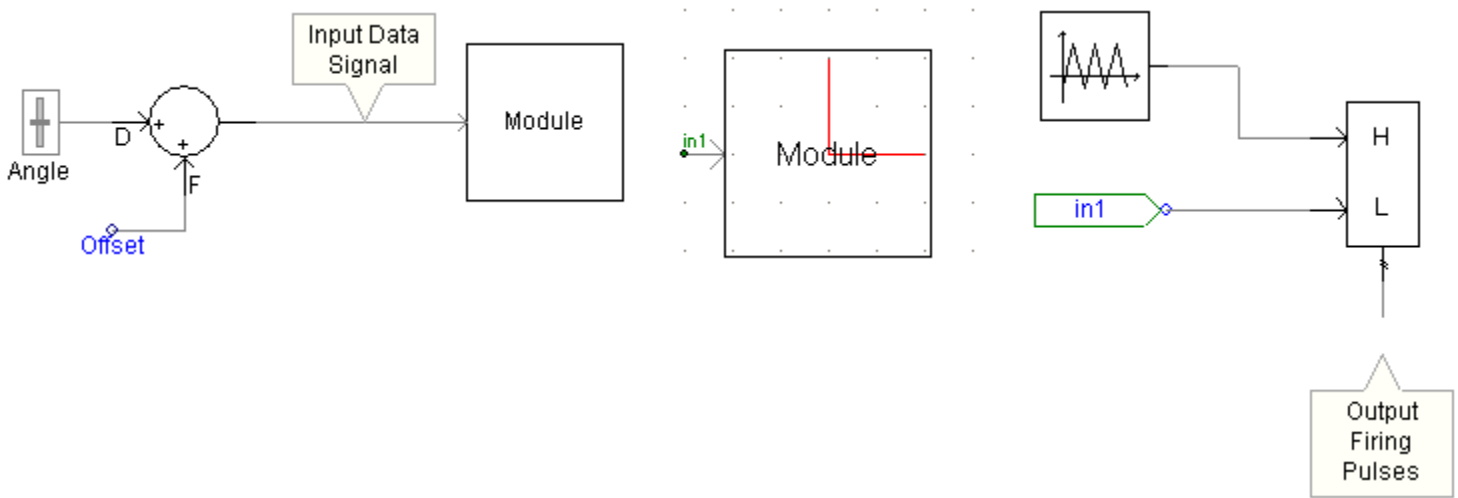 Input Data
Signal
Module
Angle
D
+
+
F
Offset
in1
Module
H
L
in1
Output
Firing
Pulses